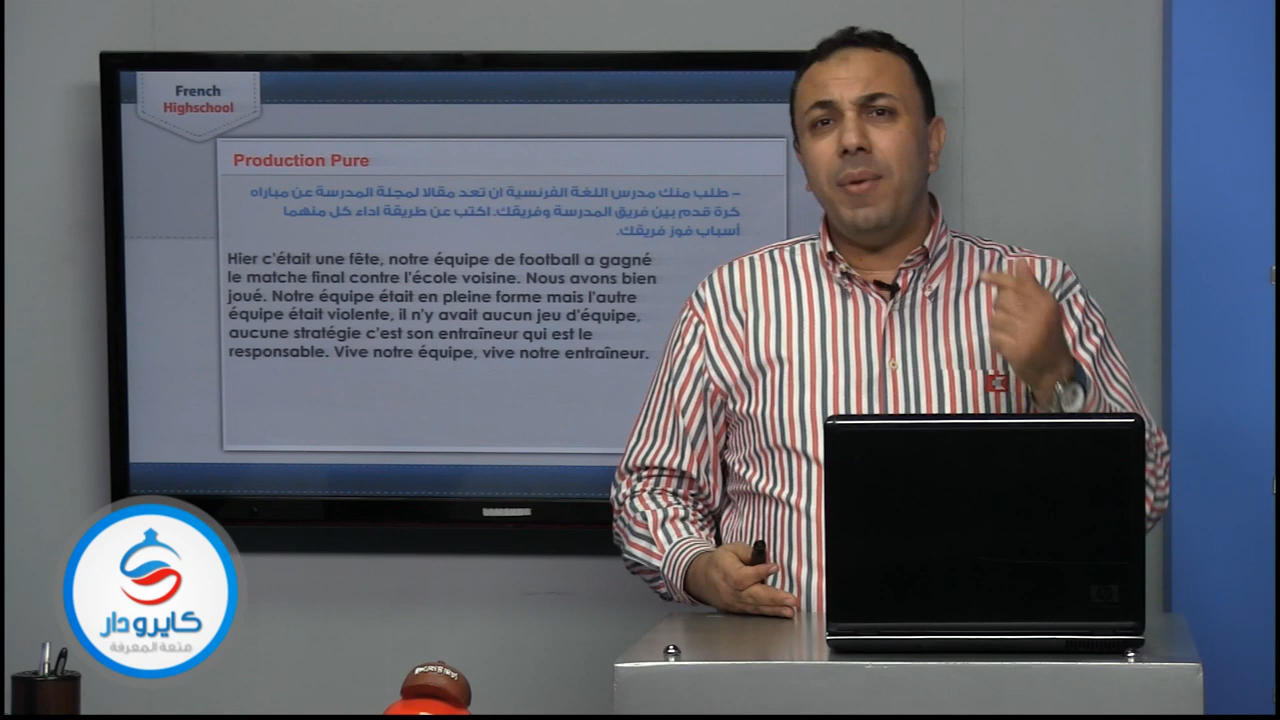 French
Highschool
Production Pure
– طلب منك مدرس اللغة الفرنسية ان تعد مقالا لمجلة المدرسة عن مباراه
كرة قدم بين فريق المدرسة وفريقك. اكتب عن طريقة اداء كل منهما
أسباب فوز فريقك.
Hier c'était une fête, notre équipe de football a gagné
le matche final contre l'école voisine. Nous avons bien
joué. Notre équipe était en pleine forme mais l'autre
équipe était violente, il n'y avait aucun jeu d'équipe,
aucune stratégie c'est son entraîneur qui est le
responsable. Vive notre équipe, vive notre entraîneur.
SAMSUNG
كايرودار
متعة المعرفة
hp